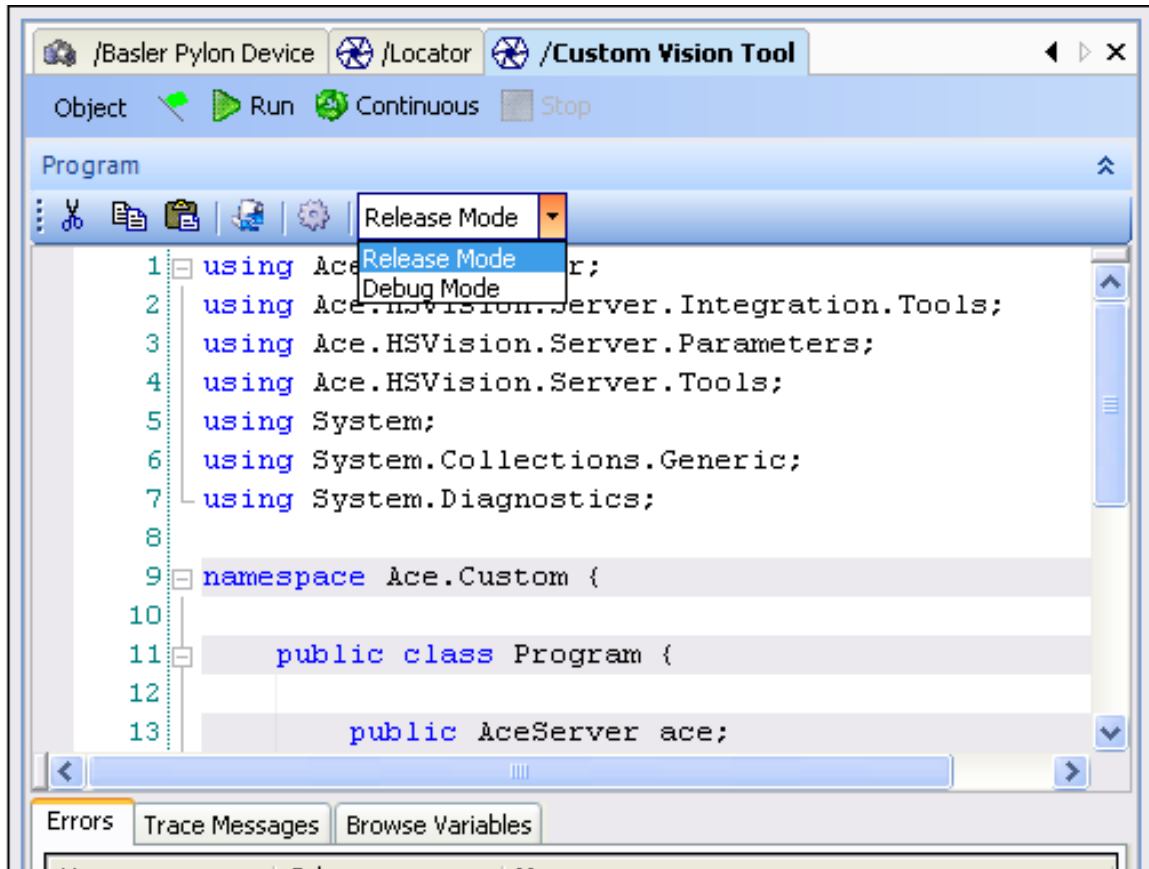 /Basler Pylon Device /Locator /Custom Vision Tool
Object Run Continuous Stop
Program
Release Mode
Release Mode
Debug Mode
1 using Ace r;
2 using Ace.HSVision.Server.Integration.Tools;
3 using Ace.HSVision.Server.Parameters;
4 using Ace.HSVision.Server.Tools;
5 using System;
6 using System.Collections.Generic;
7 using System.Diagnostics;
8
9 namespace Ace.Custom {
10
11 public class Program {
12
13 public AceServer ace;
Errors Trace Messages Browse Variables